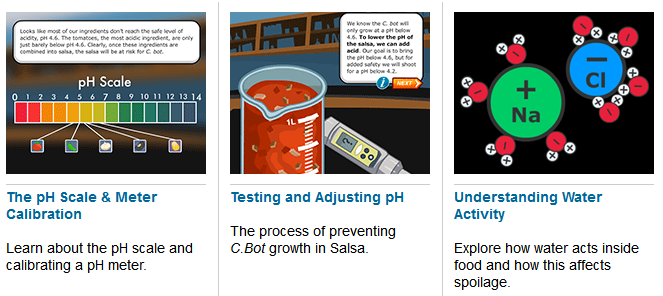 Looks like most of our ingredients don't reach the safe level of
acidity, pH 4.6. The tomatoes, the most acidic ingredient, are only
just barely below pH 4.6. Clearly, once these ingredients are
combined into salsa, the salsa will be at risk for C. bot.
pH Scale
0 1 2 3 4 5 6 7 8 9 10 11 12 13 14
We know the C. bot will
only grow at a pH below
4.6. To lower the pH of
the salsa, we can add
acid. Our goal is to bring
the pH below 4.6, but for
added safety we will shoot
for a pH below 4.2.
i NEXT
1L
?
+
Na
−
Cl
The pH Scale & Meter
Calibration
Learn about the pH scale and
calibrating a pH meter.
Testing and Adjusting pH
The process of preventing
C.Bot growth in Salsa.
Understanding Water
Activity
Explore how water acts inside
food and how this affects
spoilage.